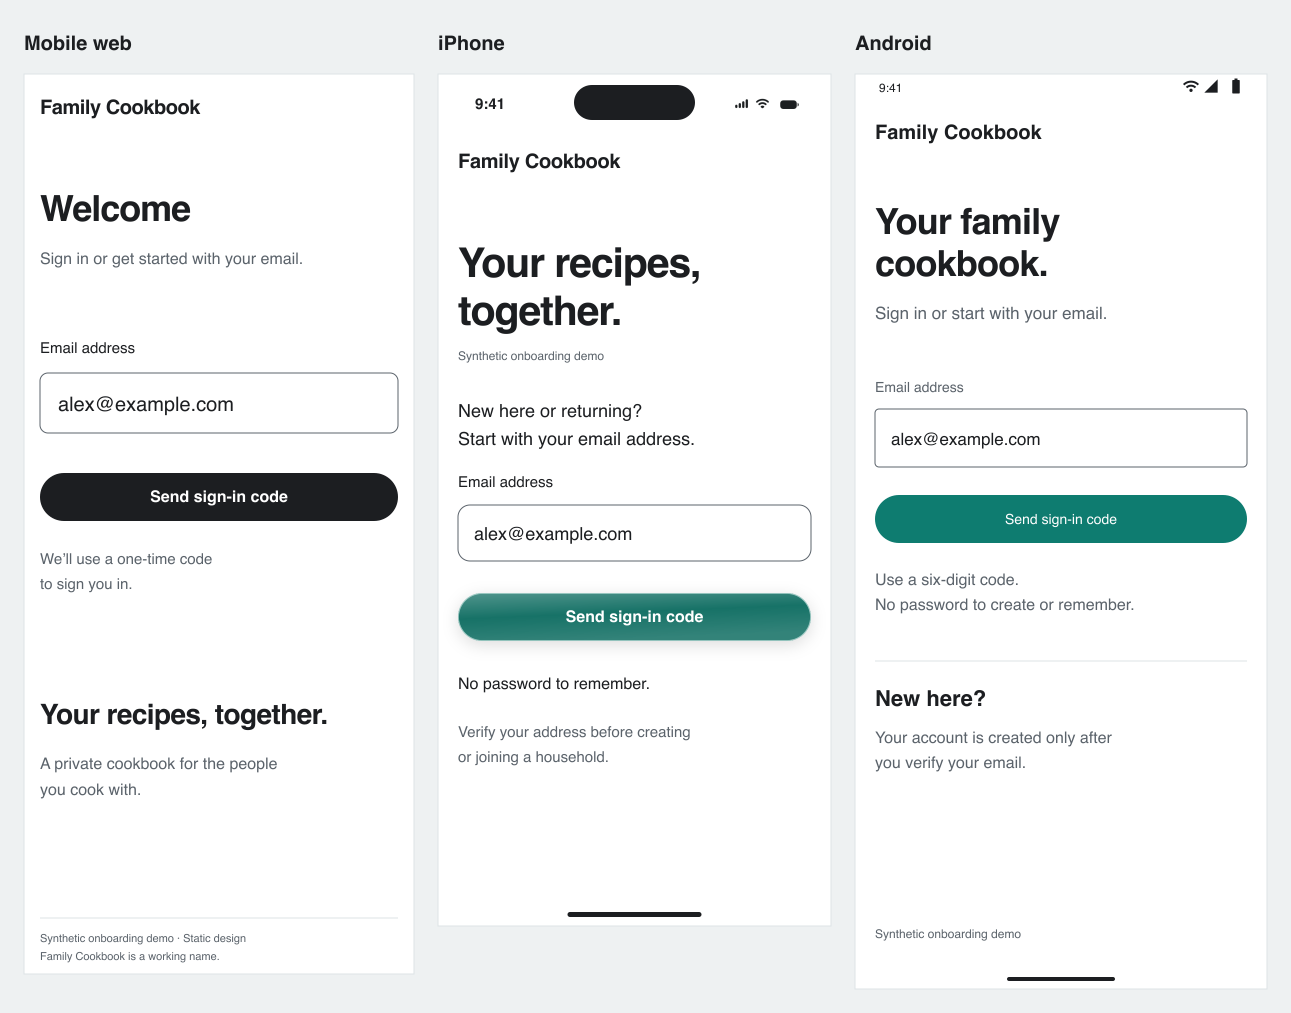 Mobile web
Family Cookbook
Welcome
Sign in or get started with your email.
Email address
alex@example.com
Send sign-in code
We’ll use a one-time code
to sign you in.
Your recipes, together.
A private cookbook for the people
you cook with.
Synthetic onboarding demo · Static design
Family Cookbook is a working name.
iPhone
9:41
Family Cookbook
Your recipes,
together.
Synthetic onboarding demo
New here or returning?
Start with your email address.
Email address
alex@example.com
Send sign-in code
No password to remember.
Verify your address before creating
or joining a household.
Android
9:41
Family Cookbook
Your family
cookbook.
Sign in or start with your email.
Email address
alex@example.com
Send sign-in code
Use a six-digit code.
No password to create or remember.
New here?
Your account is created only after
you verify your email.
Synthetic onboarding demo